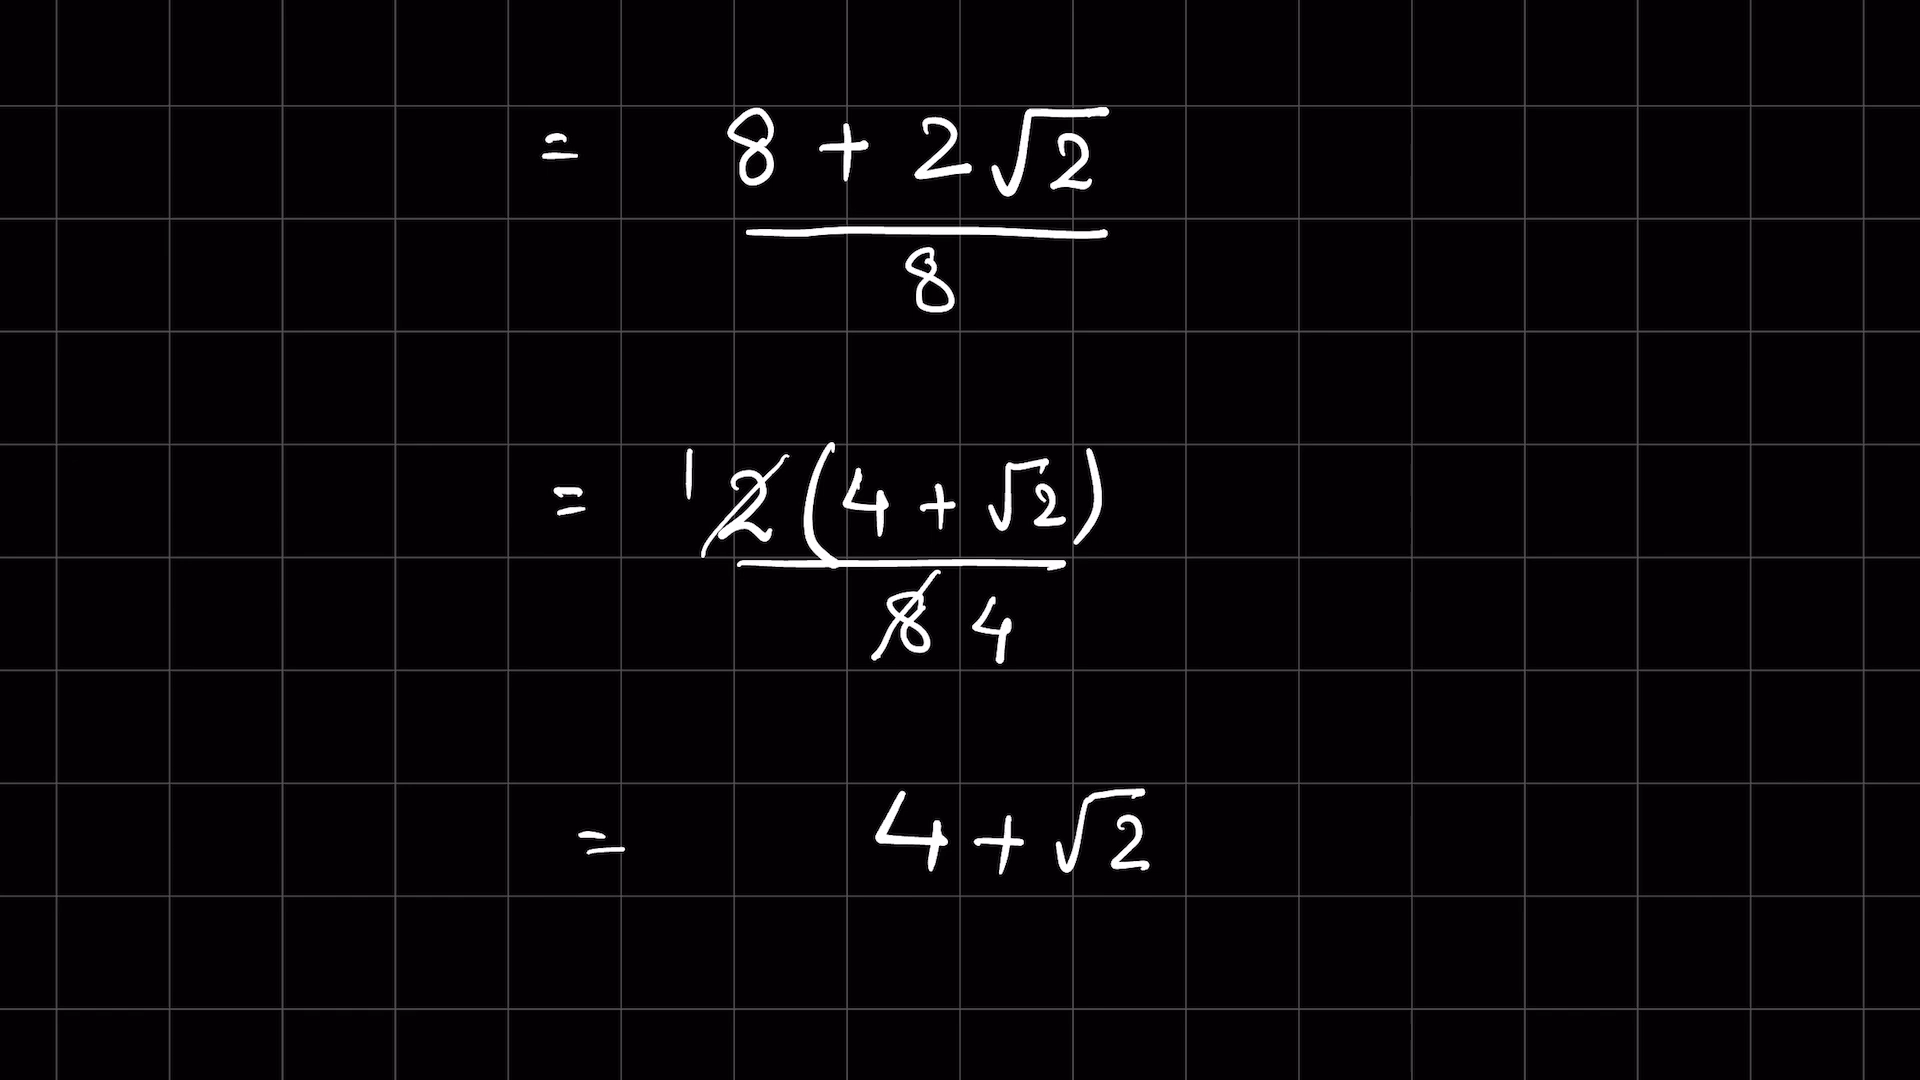 = 8 + 2√2
8
= 1 2 (4 + √2)
8 4
= 4 + √2